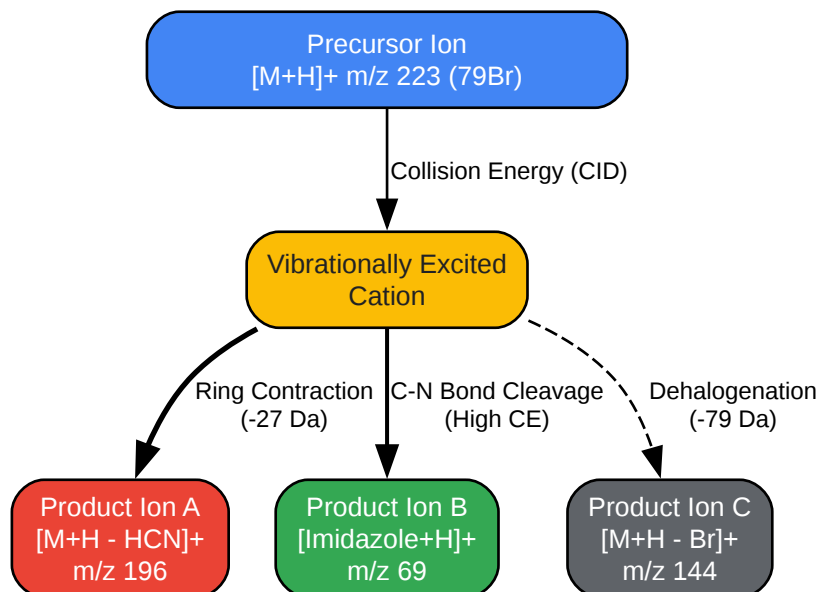 Precursor Ion
[M+H]+ m/z 223 (79Br)
Collision Energy (CID)
Vibrationally Excited
Cation
Ring Contraction
(-27 Da)
C-N Bond Cleavage
(High CE)
Dehalogenation
(-79 Da)
Product Ion A
[M+H - HCN]+
m/z 196
Product Ion B
[Imidazole+H]+
m/z 69
Product Ion C
[M+H - Br]+
m/z 144